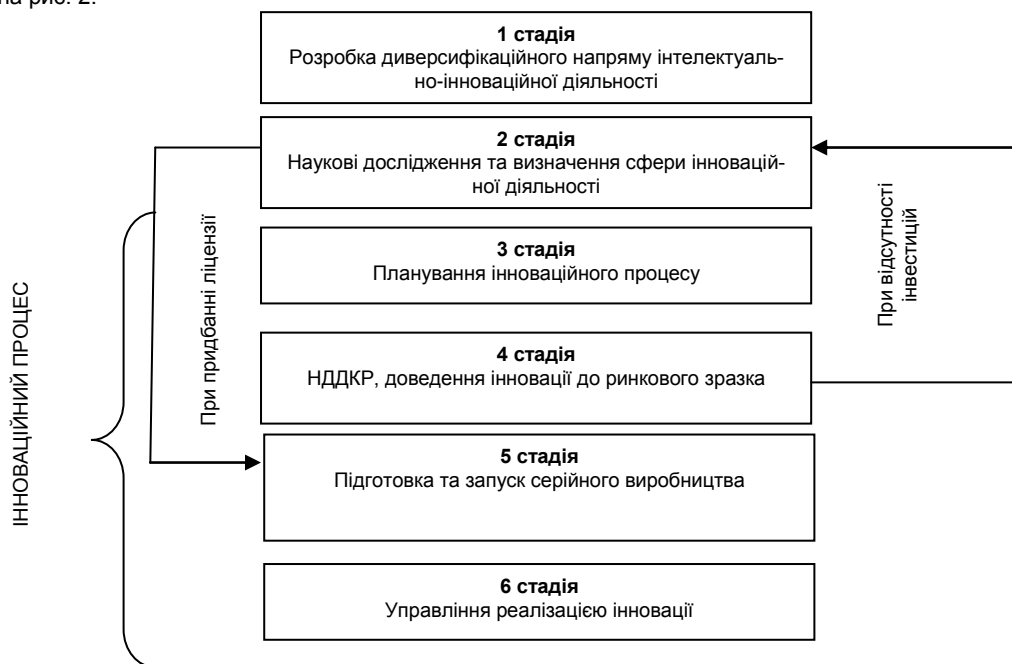 на рис. 2.
1 стадія
Розробка диверсифікаційного напряму інтелектуаль-
но-інноваційної діяльності
2 стадія
Наукові дослідження та визначення сфери інновацій-
ної діяльності
3 стадія
Планування інноваційного процесу
4 стадія
НДДКР, доведення інновації до ринкового зразка
5 стадія
Підготовка та запуск серійного виробництва
6 стадія
Управління реалізацією інновації
ІННОВАЦІЙНИЙ ПРОЦЕС
При придбанні ліцензії
При відсутності
інвестицій